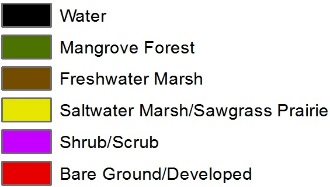 Water
Mangrove Forest
Freshwater Marsh
Saltwater Marsh/Sawgrass Prairie
Shrub/Scrub
Bare Ground/Developed